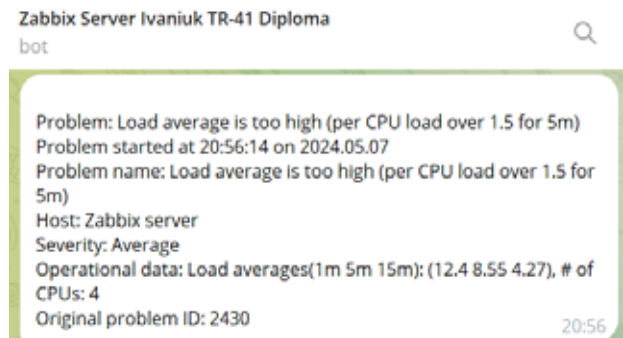 Zabbix Server Ivaniuk TR-41 Diploma
bot
Problem: Load average is too high (per CPU load over 1.5 for 5m)
Problem started at 20:56:14 on 2024.05.07
Problem name: Load average is too high (per CPU load over 1.5 for
5m)
Host: Zabbix server
Severity: Average
Operational data: Load averages(1m 5m 15m): (12.4 8.55 4.27), # of
CPUs: 4
Original problem ID: 2430
20:56